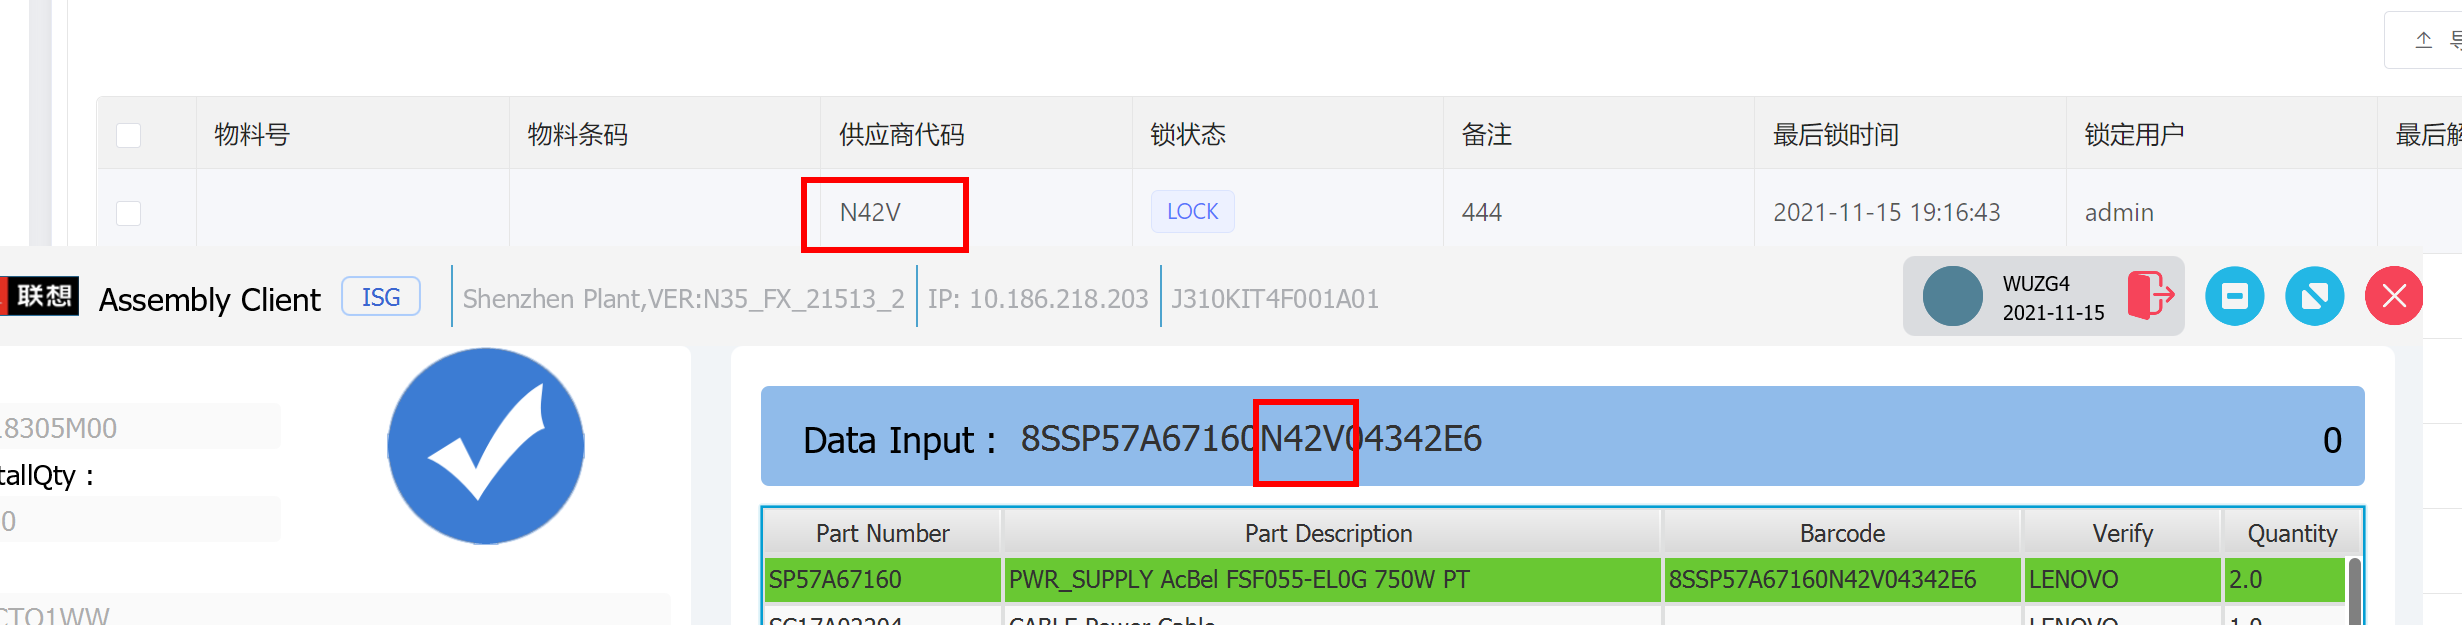 导
物料号 物料条码 供应商代码 锁状态 备注 最后锁时间 锁定用户 最后解
N42V LOCK 444 2021-11-15 19:16:43 admin
联想 Assembly Client ISG Shenzhen Plant,VER:N35_FX_21513_2 IP: 10.186.218.203 J310KIT4F001A01 WUZG4
2021-11-15
8305M00
Data Input : 8SSP57A67160N42V04342E6 0
tallQty :
0
Part Number Part Description Barcode Verify Quantity
SP57A67160 PWR_SUPPLY AcBel FSF055-EL0G 750W PT 8SSP57A67160N42V04342E6 LENOVO 2.0
CTO1WW
SC17A02204 CABLE Power Cable LENOVO 1.0